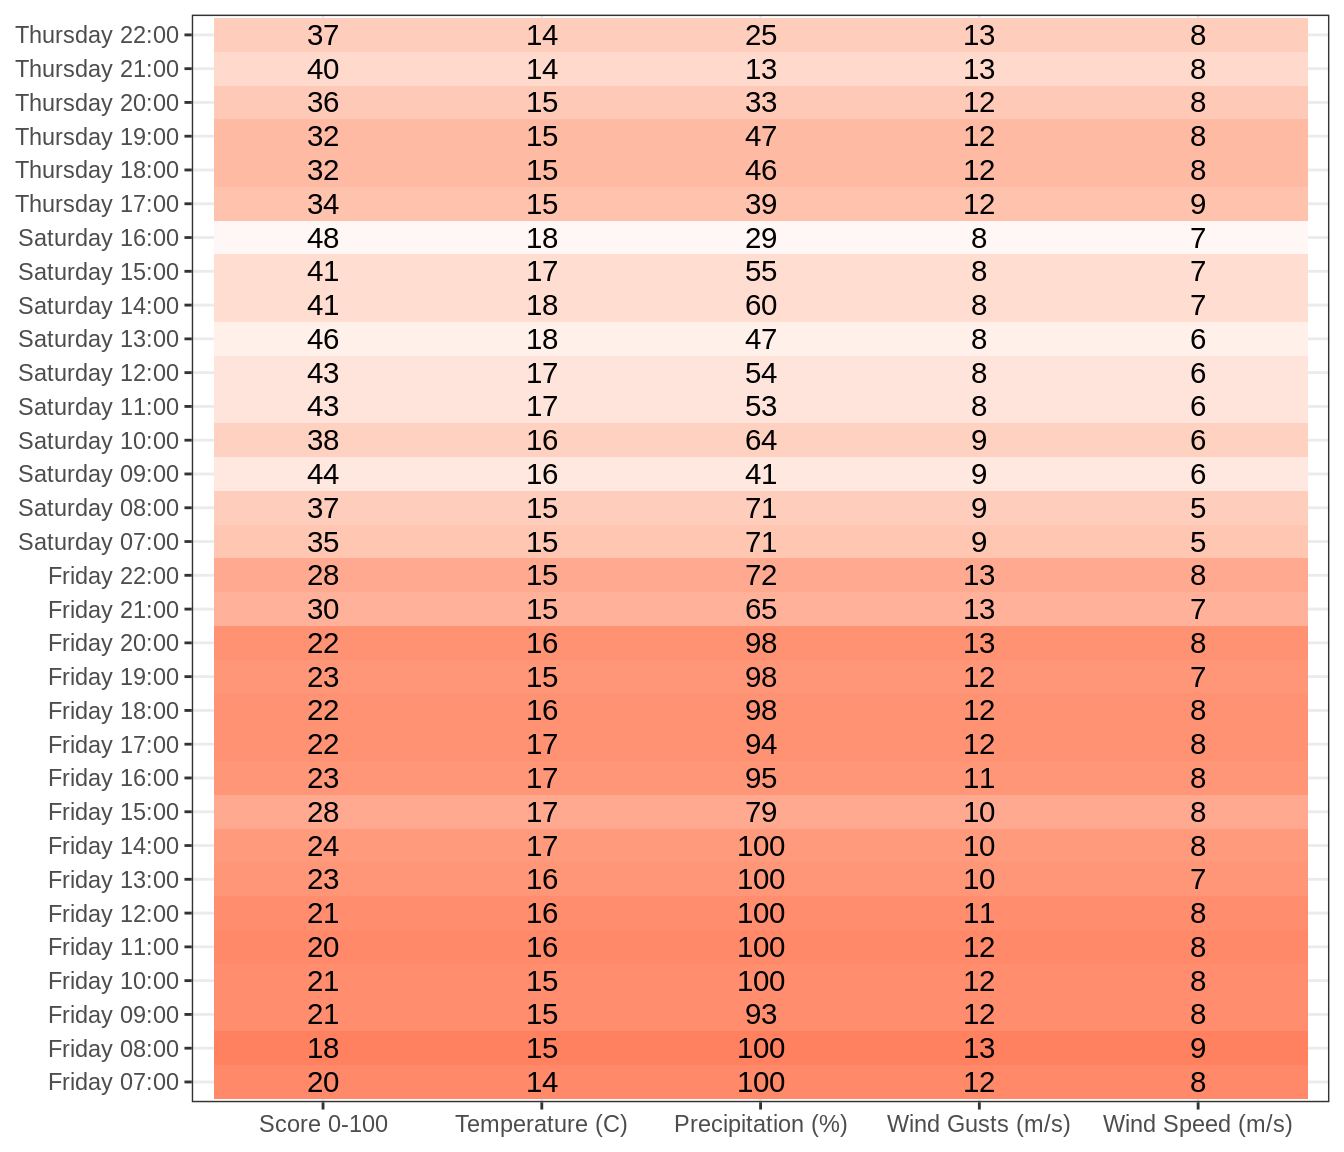 Thursday 22:00 37 14 25 13 8
Thursday 21:00 40 14 13 13 8
Thursday 20:00 36 15 33 12 8
Thursday 19:00 32 15 47 12 8
Thursday 18:00 32 15 46 12 8
Thursday 17:00 34 15 39 12 9
Saturday 16:00 48 18 29 8 7
Saturday 15:00 41 17 55 8 7
Saturday 14:00 41 18 60 8 7
Saturday 13:00 46 18 47 8 6
Saturday 12:00 43 17 54 8 6
Saturday 11:00 43 17 53 8 6
Saturday 10:00 38 16 64 9 6
Saturday 09:00 44 16 41 9 6
Saturday 08:00 37 15 71 9 5
Saturday 07:00 35 15 71 9 5
Friday 22:00 28 15 72 13 8
Friday 21:00 30 15 65 13 7
Friday 20:00 22 16 98 13 8
Friday 19:00 23 15 98 12 7
Friday 18:00 22 16 98 12 8
Friday 17:00 22 17 94 12 8
Friday 16:00 23 17 95 11 8
Friday 15:00 28 17 79 10 8
Friday 14:00 24 17 100 10 8
Friday 13:00 23 16 100 10 7
Friday 12:00 21 16 100 11 8
Friday 11:00 20 16 100 12 8
Friday 10:00 21 15 100 12 8
Friday 09:00 21 15 93 12 8
Friday 08:00 18 15 100 13 9
Friday 07:00 20 14 100 12 8
Score 0-100 Temperature (C) Precipitation (%) Wind Gusts (m/s) Wind Speed (m/s)